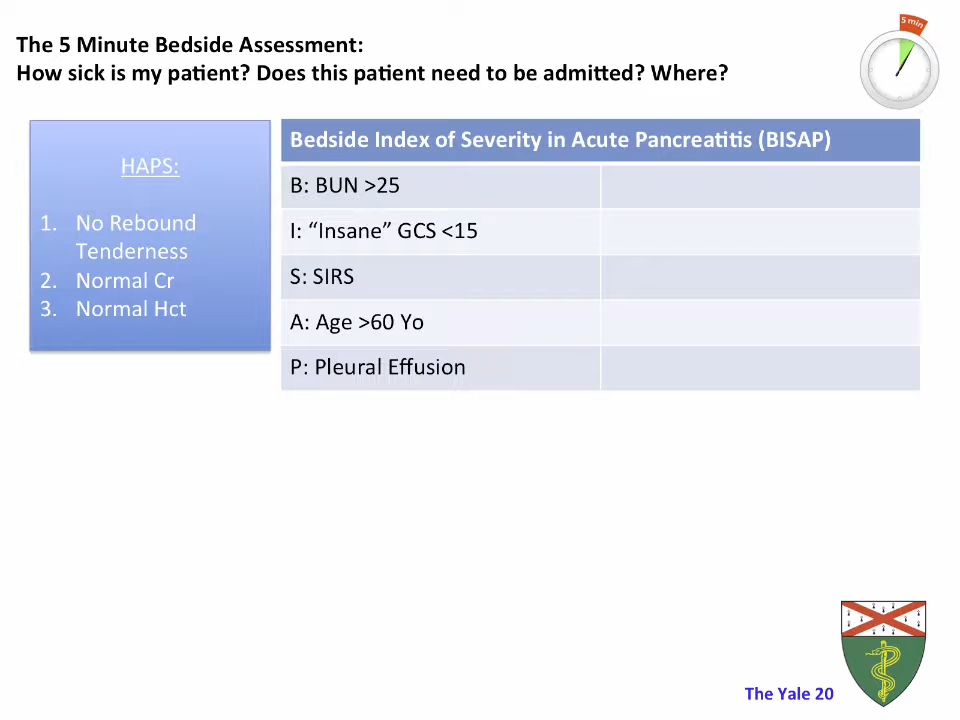 The 5 Minute Bedside Assessment:
How sick is my patient? Does this patient need to be admitted? Where?
5 min
HAPS:
1. No Rebound
Tenderness
2. Normal Cr
3. Normal Hct
Bedside Index of Severity in Acute Pancreatitis (BISAP)
B: BUN >25
I: “Insane” GCS <15
S: SIRS
A: Age >60 Yo
P: Pleural Effusion
The Yale 20